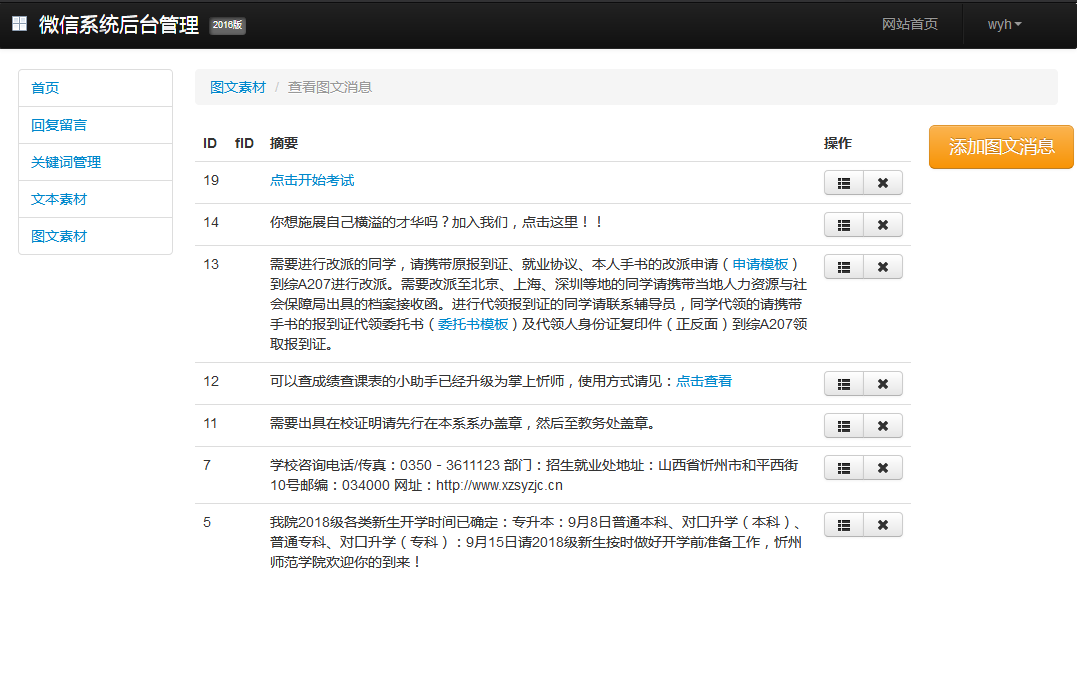 微信系统后台管理 2016版 网站首页 wyh
首页
回复留言
关键词管理
文本素材
图文素材
图文素材 / 查看图文消息
添加图文消息
ID fID 摘要 操作
19 点击开始考试
14 你想施展自己横溢的才华吗？加入我们，点击这里！！
13 需要进行改派的同学，请携带原报到证、就业协议、本人手书的改派申请（申请模板）
到综A207进行改派。需要改派至北京、上海、深圳等地的同学请携带当地人力资源与社
会保障局出具的档案接收函。进行代领报到证的同学请联系辅导员，同学代领的请携带
手书的报到证代领委托书（委托书模板）及代领人身份证复印件（正反面）到综A207领
取报到证。
12 可以查成绩查课表的小助手已经升级为掌上忻师，使用方式请见：点击查看
11 需要出具在校证明请先行在本系系办盖章，然后至教务处盖章。
7 学校咨询电话/传真：0350 - 3611123 部门：招生就业处地址：山西省忻州市和平西街
10号邮编：034000 网址：http://www.xzsyzjc.cn
5 我院2018级各类新生开学时间已确定：专升本：9月8日普通本科、对口升学（本科）、
普通专科、对口升学（专科）：9月15日请2018级新生按时做好开学前准备工作，忻州
师范学院欢迎你的到来！